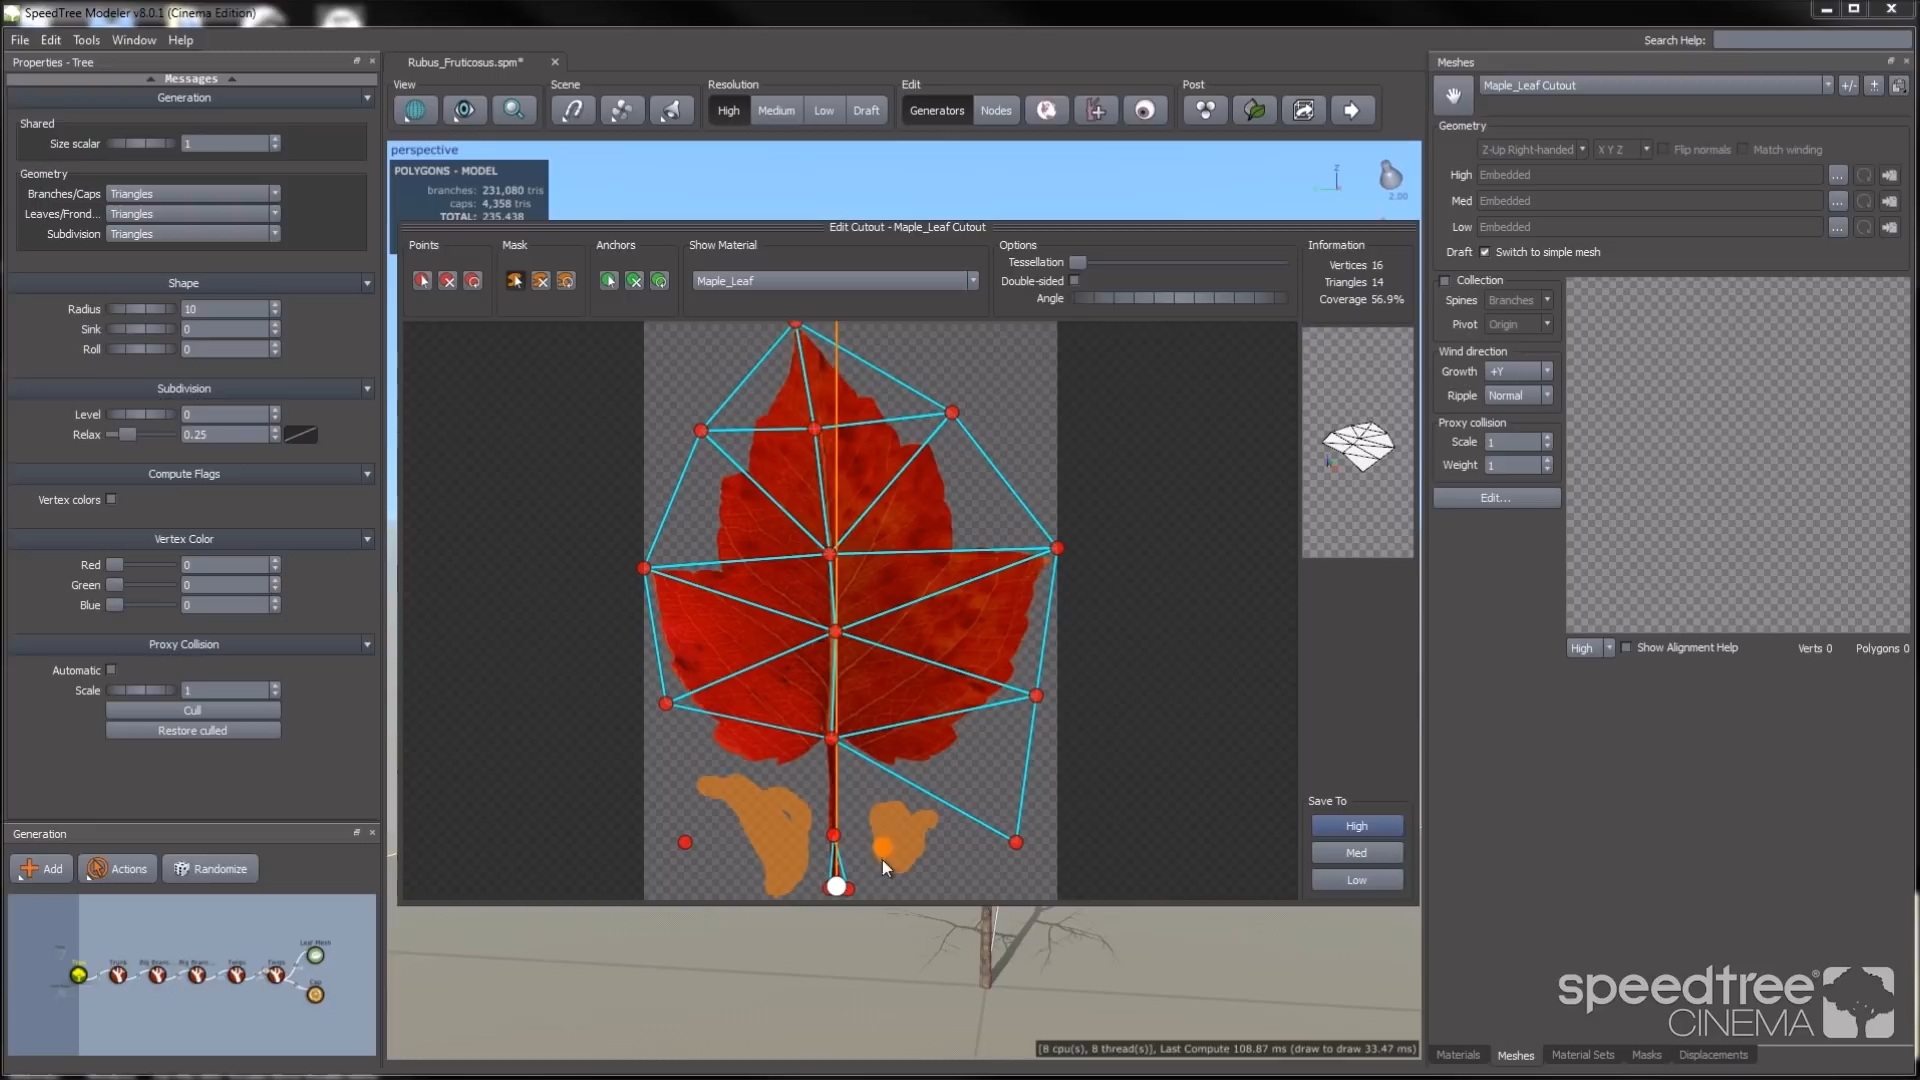 SpeedTree Modeler v8.0.1 (Cinema Edition)
File Edit Tools Window Help
Search Help:
Properties - Tree
Messages
Generation
Shared
Size scalar 1
Geometry
Branches/Caps Triangles
Leaves/Frond... Triangles
Subdivision Triangles
Shape
Radius 10
Sink 0
Roll 0
Subdivision
Level 0
Relax 0.25
Compute Flags
Vertex colors
Vertex Color
Red 0
Green 0
Blue 0
Proxy Collision
Automatic
Scale 1
Cull
Restore culled
Generation
Add Actions Randomize
Leaf Mesh
Tree Trunk Twigs Twigs
Cap
Rubus_Fruticosus.spm*
View Scene Resolution Edit Post
High Medium Low Draft Generators Nodes
perspective
POLYGONS - MODEL
branches: 231,080 tris
caps: 4,358 tris
TOTAL: 235,438
2.00
Edit Cutout - Maple_Leaf Cutout
Points Mask Anchors Show Material Options Information
Maple_Leaf
Tessellation
Double-sided
Angle
Vertices 16
Triangles 14
Coverage 56.9%
Save To
High
Med
Low
[8 cpu(s), 8 thread(s)], Last Compute 108.87 ms (draw to draw 33.47 ms)
Meshes
Maple_Leaf Cutout
+/-
Geometry
Z-Up Right-handed X Y Z Flip normals Match winding
High Embedded ...
Med Embedded ...
Low Embedded ...
Draft Switch to simple mesh
Collection
Spines Branches
Pivot Origin
Wind direction
Growth +Y
Ripple Normal
Proxy collision
Scale 1
Weight 1
Edit...
High Show Alignment Help Verts 0 Polygons 0
speedtree®
CINEMA
Materials Meshes Material Sets Masks Displacements